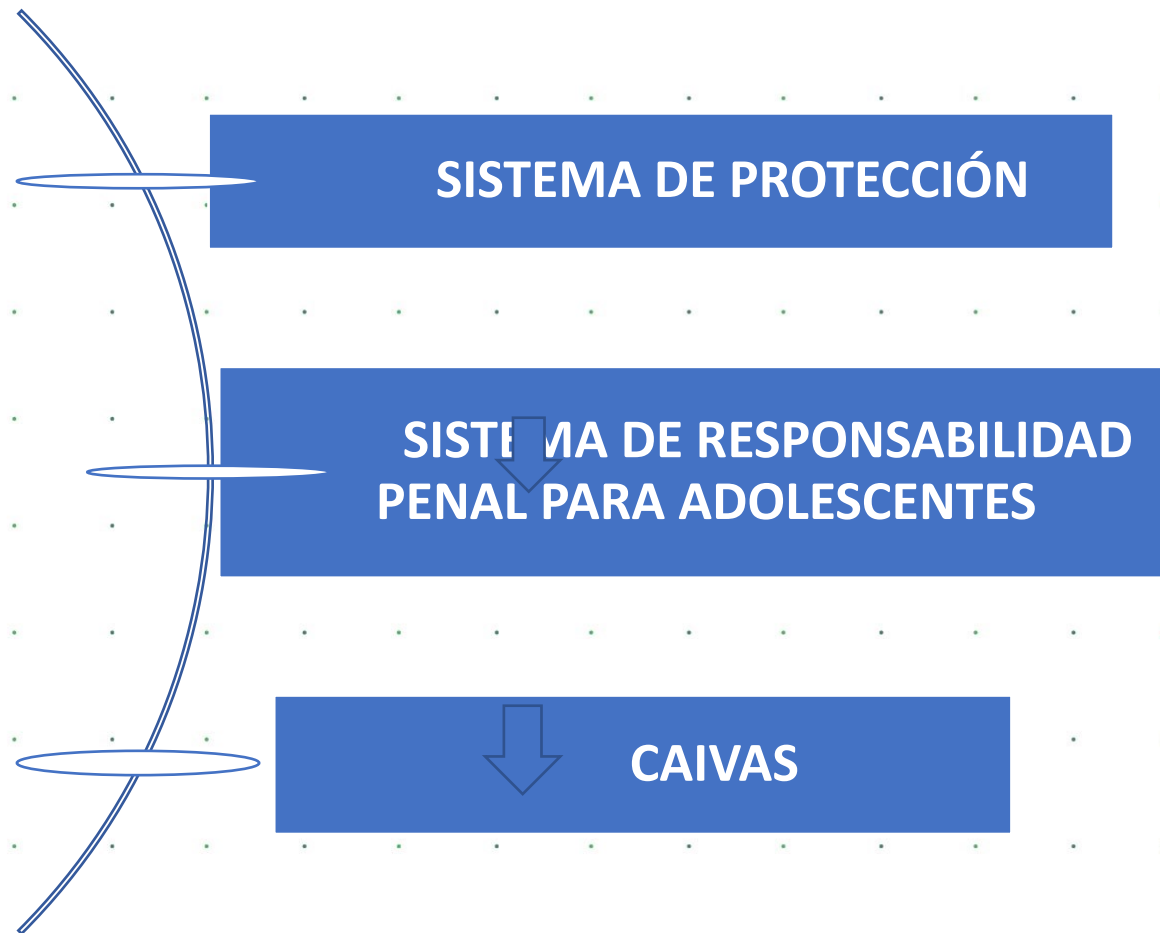 SISTEMA DE PROTECCIÓN
SISTEMA DE RESPONSABILIDAD
PENAL PARA ADOLESCENTES
CAIVAS